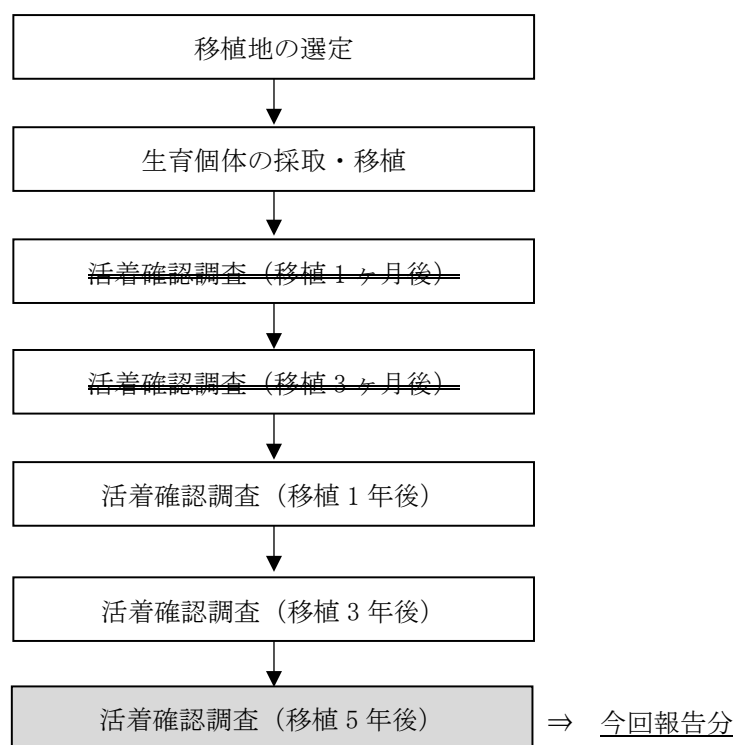 移植地の選定
生育個体の採取・移植
活着確認調査（移植1ヶ月後）
活着確認調査（移植3ヶ月後）
活着確認調査（移植1年後）
活着確認調査（移植3年後）
活着確認調査（移植5年後） ⇒ 今回報告分